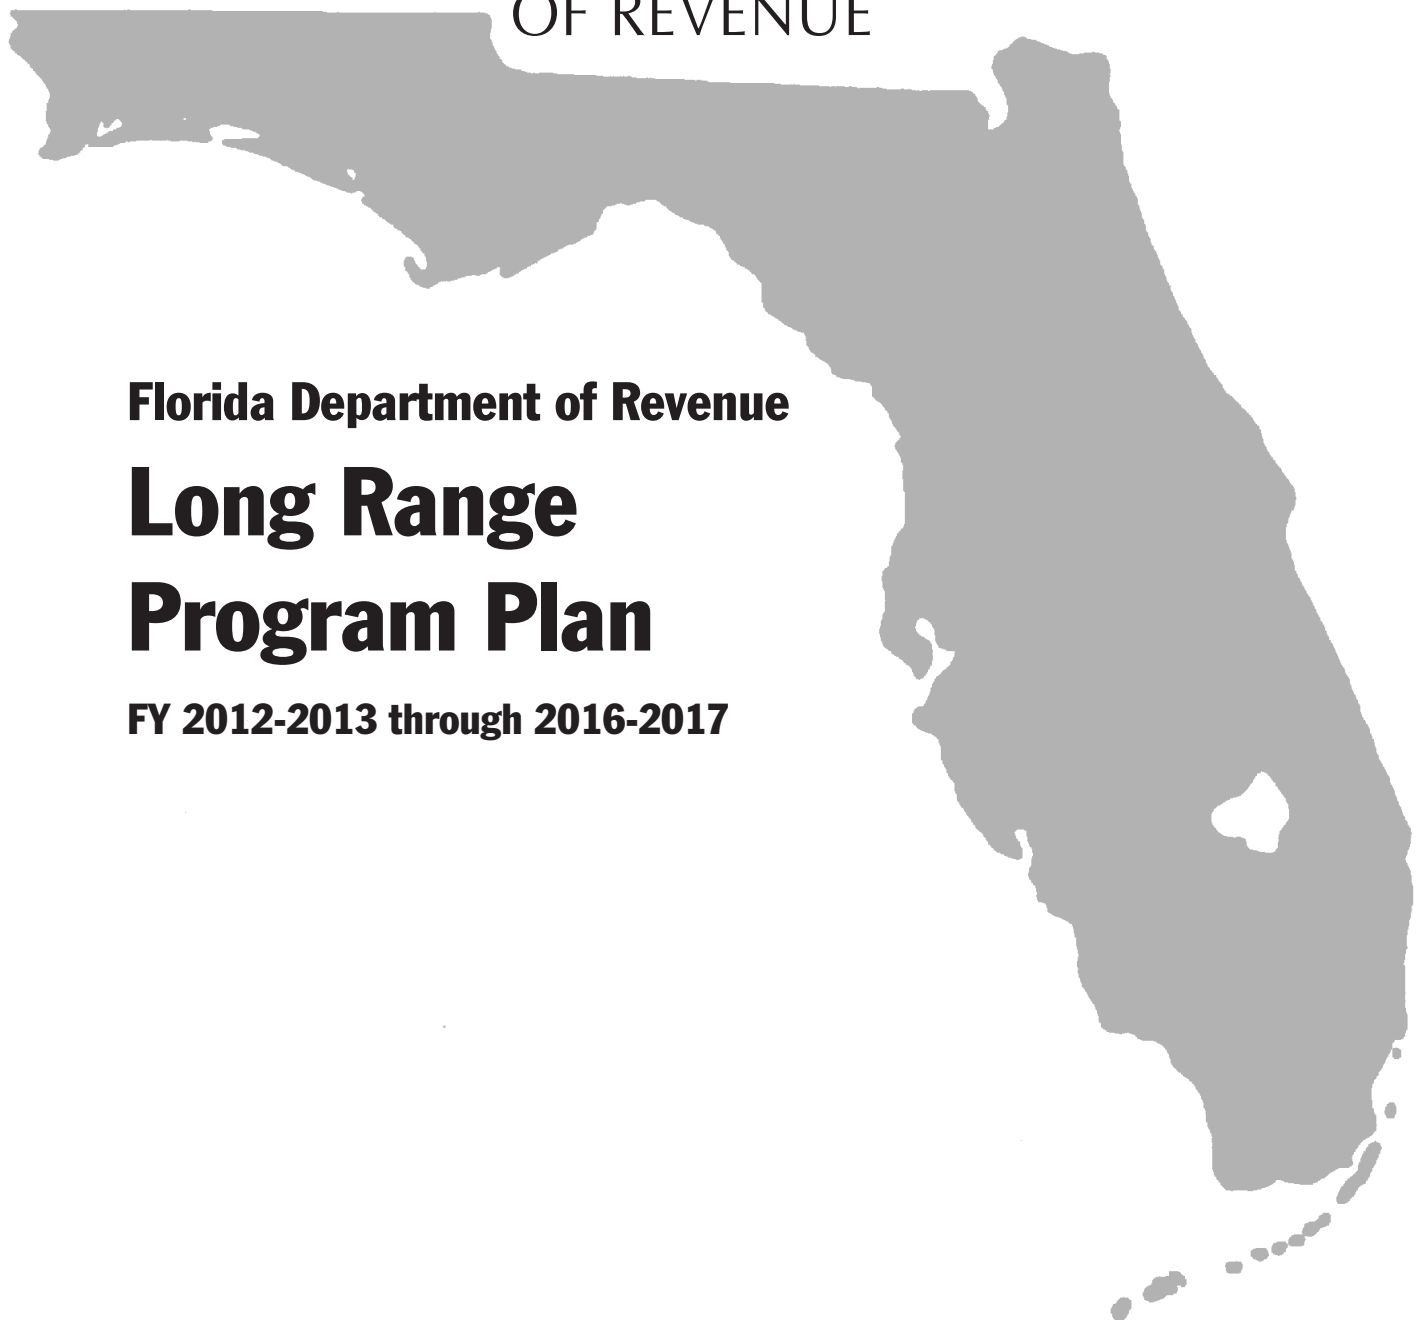 OF REVENUE
Florida Department of Revenue
Long Range
Program Plan
FY 2012-2013 through 2016-2017